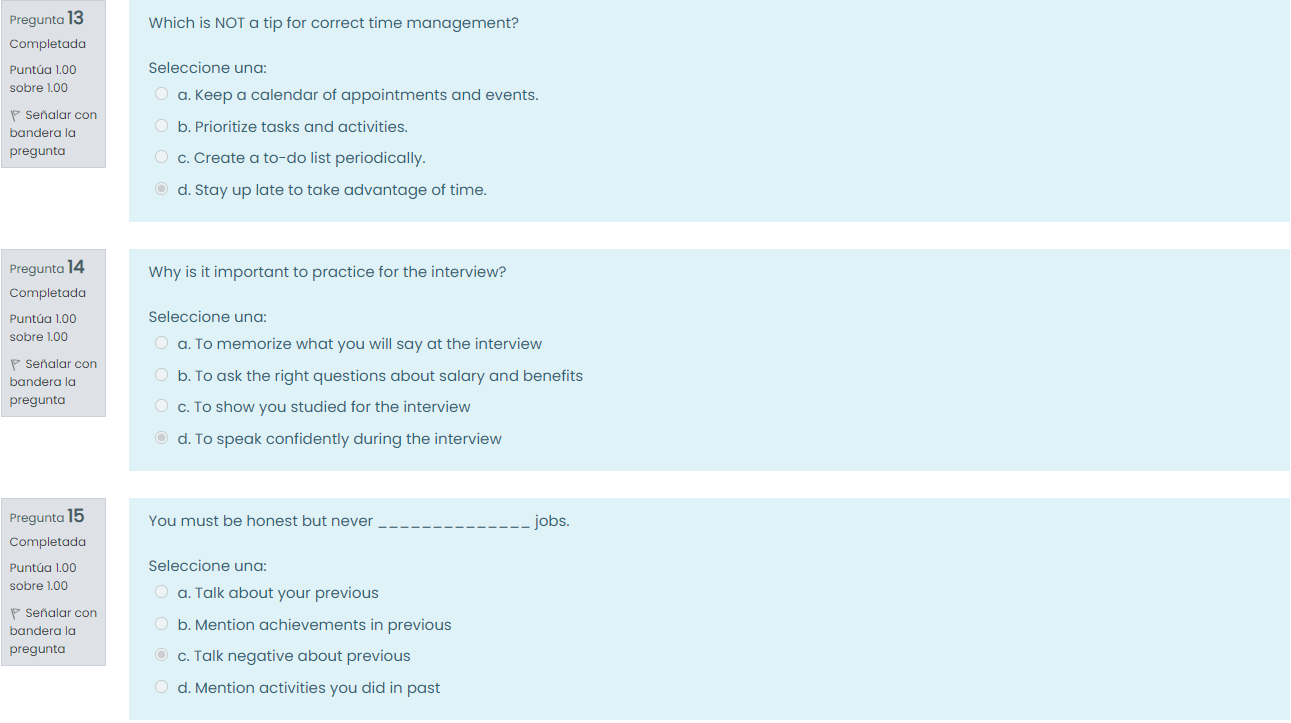 Pregunta 13
Completada
Puntúa 1.00
sobre 1.00
Señalar con
bandera la
pregunta
Which is NOT a tip for correct time management?
Seleccione una:
a. Keep a calendar of appointments and events.
b. Prioritize tasks and activities.
c. Create a to-do list periodically.
d. Stay up late to take advantage of time.
Pregunta 14
Completada
Puntúa 1.00
sobre 1.00
Señalar con
bandera la
pregunta
Why is it important to practice for the interview?
Seleccione una:
a. To memorize what you will say at the interview
b. To ask the right questions about salary and benefits
c. To show you studied for the interview
d. To speak confidently during the interview
Pregunta 15
Completada
Puntúa 1.00
sobre 1.00
Señalar con
bandera la
pregunta
You must be honest but never ______________ jobs.
Seleccione una:
a. Talk about your previous
b. Mention achievements in previous
c. Talk negative about previous
d. Mention activities you did in past